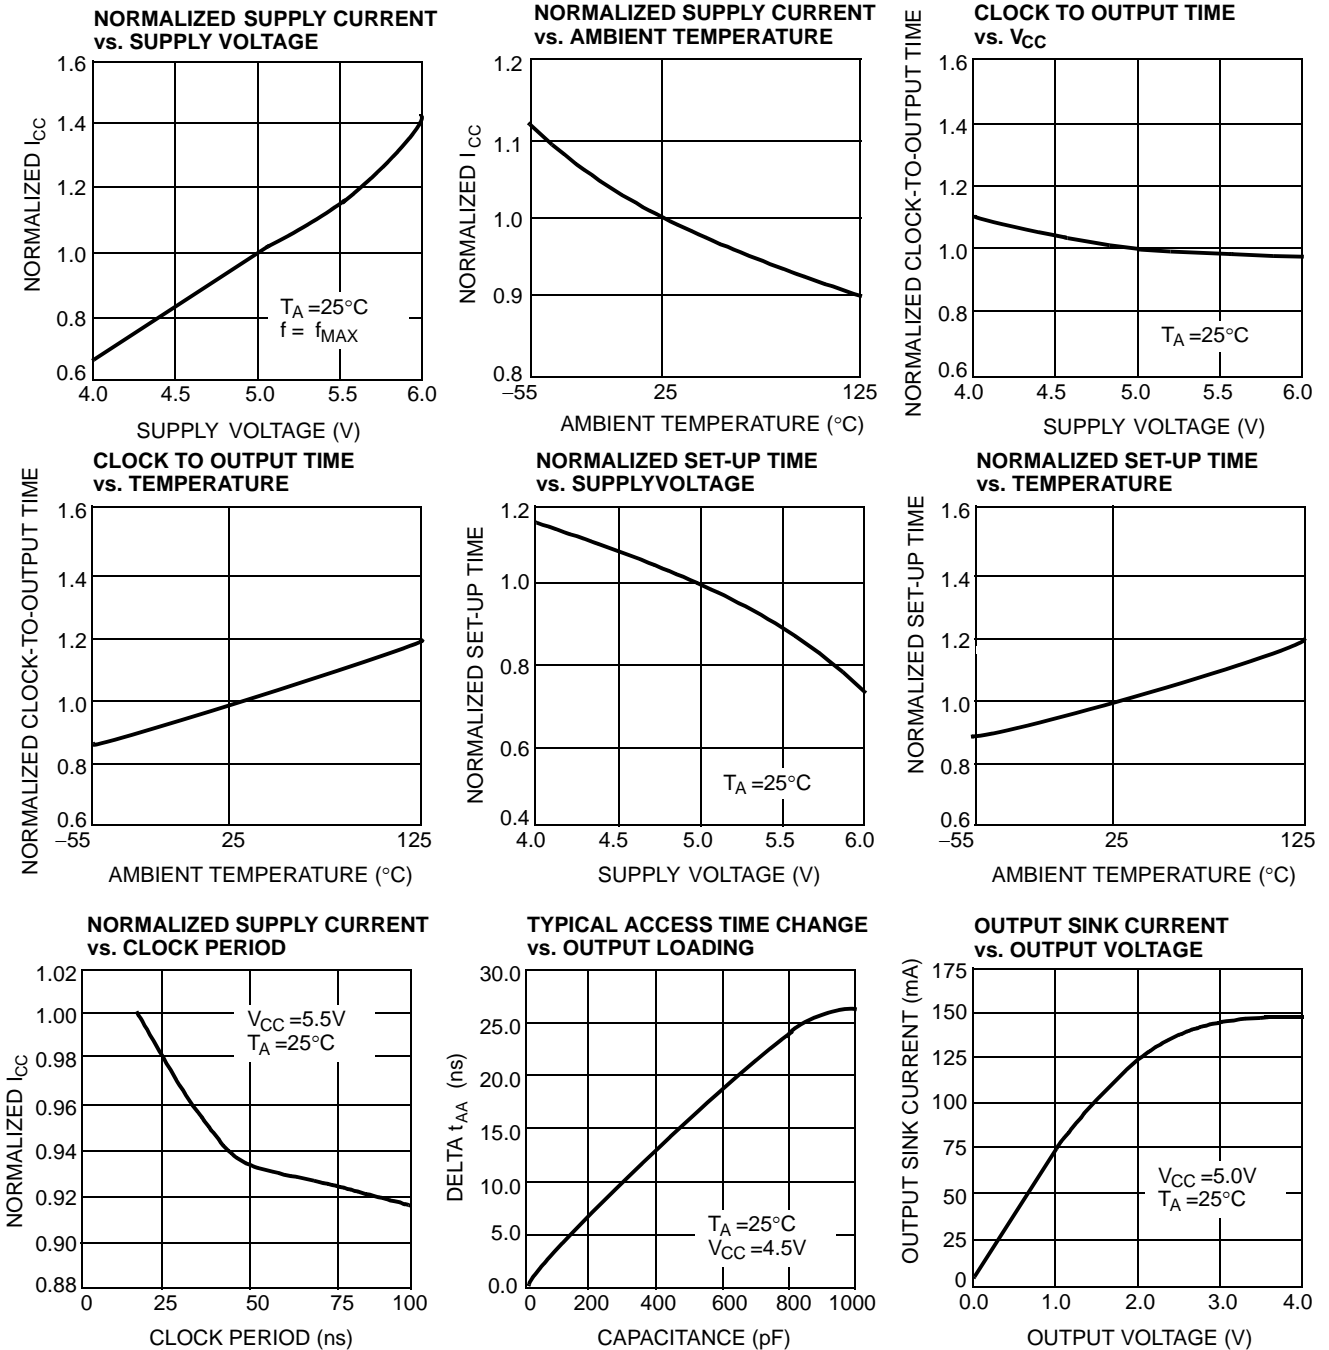 NORMALIZED SUPPLY CURRENT
vs. SUPPLY VOLTAGE
NORMALIZED ICC
1.6
1.4
1.2
1.0
0.8
0.6
TA =25°C
f = fMAX
4.0 4.5 5.0 5.5 6.0
SUPPLY VOLTAGE (V)
NORMALIZED SUPPLY CURRENT
vs. AMBIENT TEMPERATURE
NORMALIZED ICC
1.2
1.1
1.0
0.9
0.8
−55 25 125
AMBIENT TEMPERATURE (°C)
CLOCK TO OUTPUT TIME
vs. VCC
NORMALIZED CLOCK-TO-OUTPUT TIME
1.6
1.4
1.2
1.0
0.8
0.6
TA =25°C
4.0 4.5 5.0 5.5 6.0
SUPPLY VOLTAGE (V)
CLOCK TO OUTPUT TIME
vs. TEMPERATURE
NORMALIZED CLOCK-TO-OUTPUT TIME
1.6
1.4
1.2
1.0
0.8
0.6
−55 25 125
AMBIENT TEMPERATURE (°C)
NORMALIZED SET-UP TIME
vs. SUPPLYVOLTAGE
NORMALIZED SET-UP TIME
1.2
1.0
0.8
0.6
0.4
TA =25°C
4.0 4.5 5.0 5.5 6.0
SUPPLY VOLTAGE (V)
NORMALIZED SET-UP TIME
vs. TEMPERATURE
NORMALIZED SET-UP TIME
1.6
1.4
1.2
1.0
0.8
0.6
−55 25 125
AMBIENT TEMPERATURE (°C)
NORMALIZED SUPPLY CURRENT
vs. CLOCK PERIOD
NORMALIZED ICC
1.02
1.00
0.98
0.96
0.94
0.92
0.90
0.88
VCC =5.5V
TA =25°C
0 25 50 75 100
CLOCK PERIOD (ns)
TYPICAL ACCESS TIME CHANGE
vs. OUTPUT LOADING
DELTA tAA (ns)
30.0
25.0
20.0
15.0
10.0
5.0
0.0
TA =25°C
VCC =4.5V
0 200 400 600 800 1000
CAPACITANCE (pF)
OUTPUT SINK CURRENT
vs. OUTPUT VOLTAGE
OUTPUT SINK CURRENT (mA)
175
150
125
100
75
50
25
0
VCC =5.0V
TA =25°C
0.0 1.0 2.0 3.0 4.0
OUTPUT VOLTAGE (V)